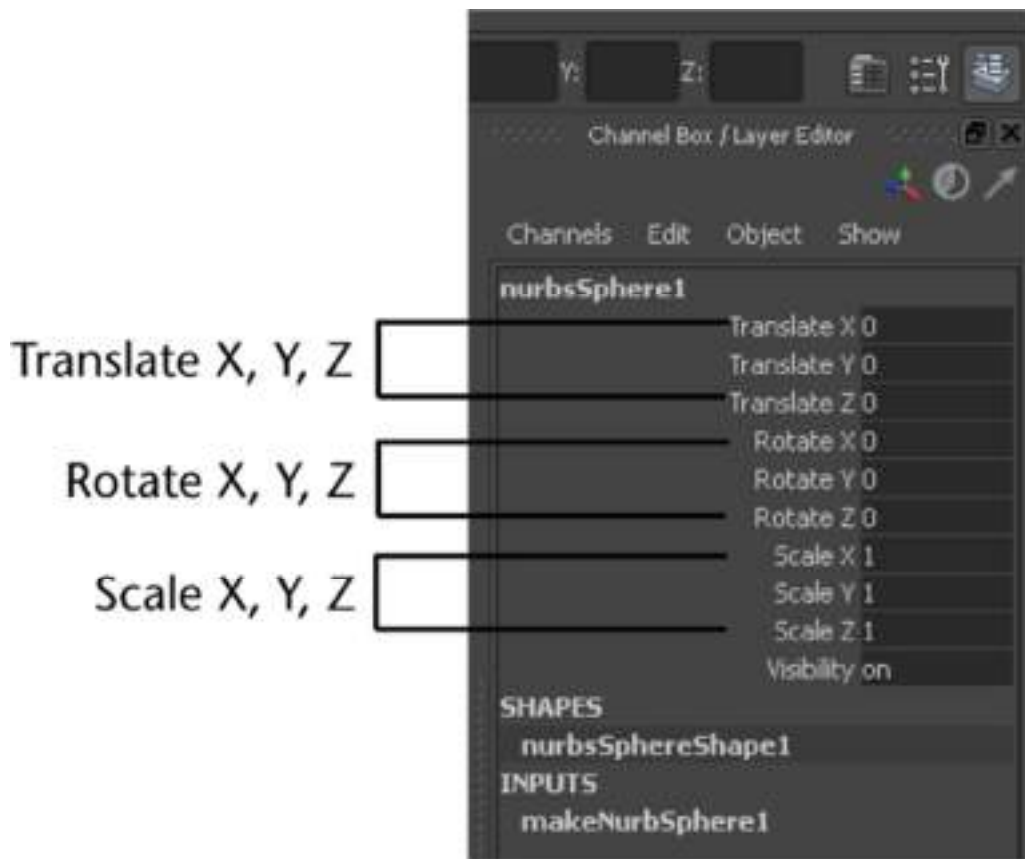 Y: Z:
Channel Box / Layer Editor
Channels Edit Object Show
nurbsSphere1
Translate X 0
Translate Y 0
Translate Z 0
Rotate X 0
Rotate Y 0
Rotate Z 0
Scale X 1
Scale Y 1
Scale Z 1
Visibility on
SHAPES
nurbsSphereShape1
INPUTS
makeNurbSphere1
Translate X, Y, Z
Rotate X, Y, Z
Scale X, Y, Z